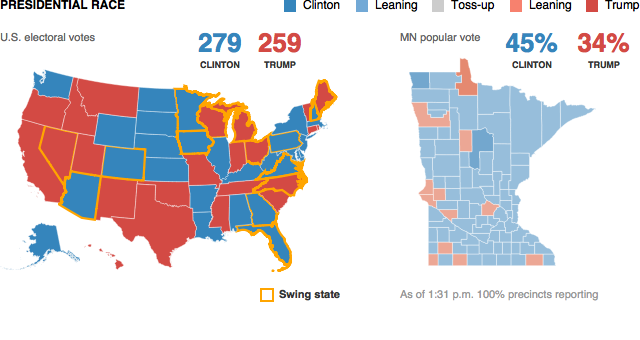 PRESIDENTIAL RACE
Clinton
Leaning
Toss-up
Leaning
Trump
U.S. electoral votes
279
CLINTON
259
TRUMP
MN popular vote
45%
CLINTON
34%
TRUMP
Swing state
As of 1:31 p.m. 100% precincts reporting